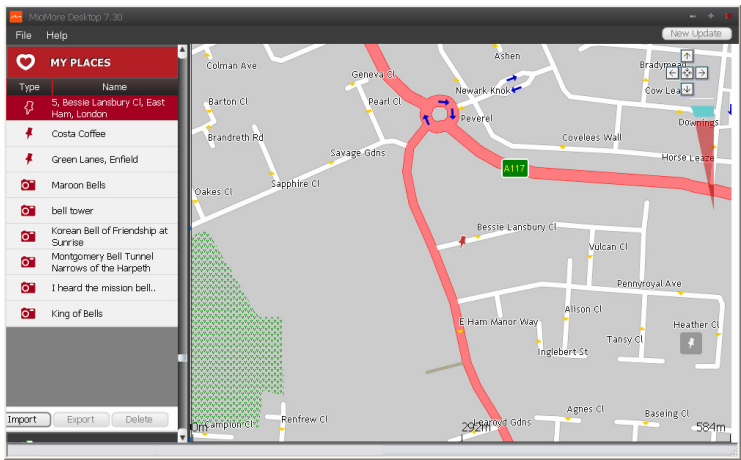 MioMore Desktop 7.30
File Help
New Update
MY PLACES
Type Name
5, Bessie Lansbury Cl, East
Ham, London
Costa Coffee
Green Lanes, Enfield
Maroon Bells
bell tower
Korean Bell of Friendship at
Sunrise
Montgomery Bell Tunnel
Narrows of the Harpeth
I heard the mission bell..
King of Bells
Import Export Delete
Ashen
Colman Ave
Geneva Cl
Newark Knok
Cow Lea
Barton Cl
Pearl Cl
Peverel
Downings
Brandreth Rd
Covelees Wall
Savage Gdns
Horse Leaze
A117
Sapphire Cl
Oakes Cl
Bessie Lansbury Cl
Vulcan Cl
Pennyroyal Ave
Alison Cl
E Ham Manor Way
Heather Cl
Tansy Cl
Inglebert St
Agnes Cl
Baseing Cl
Renfrew Cl
Campion Cl
0m 292m 584m